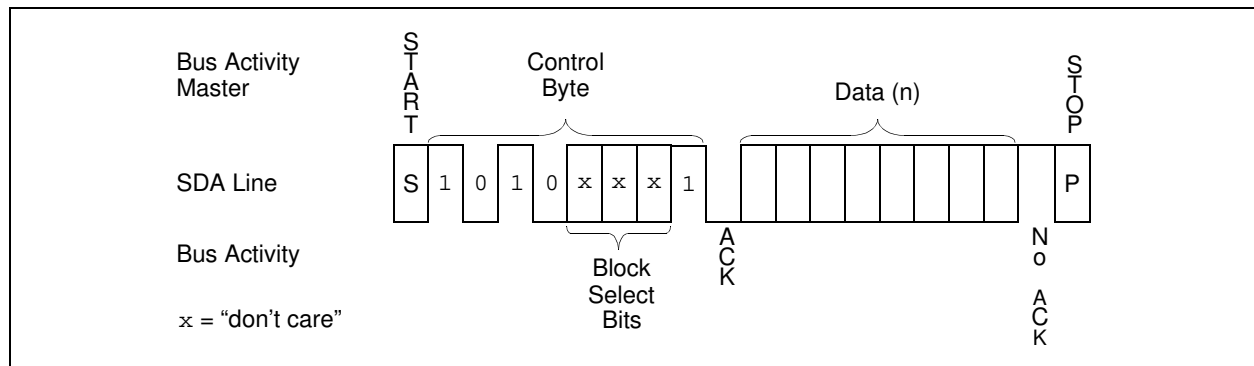 START
Bus Activity
Master
Control
Byte
Data (n)
STOP
SDA Line
S 1 0 1 0 x x x 1 P
Bus Activity
ACK
No ACK
Block
Select
Bits
x = “don’t care”